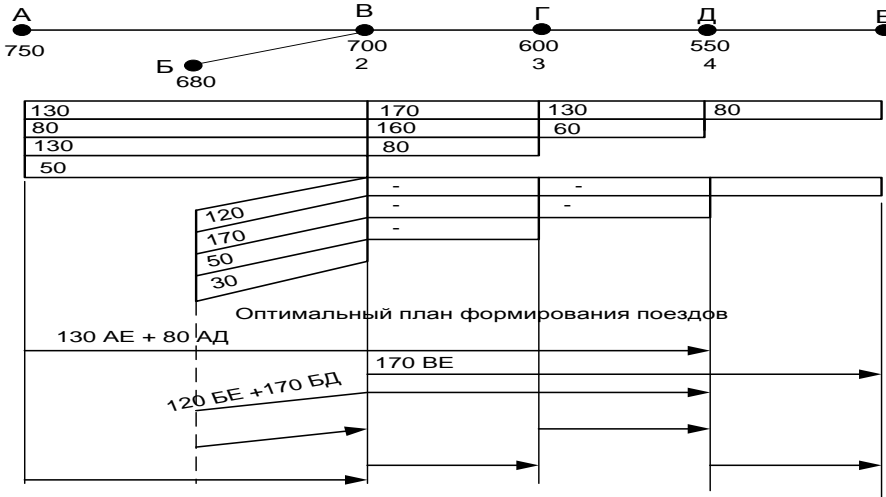 А В Г Д Е
750 700 600 550
2 3 4
Б
680
130 170 130 80
80 160 60
130 80
50
- -
120 - -
170 -
50
30
Оптимальный план формирования поездов
130 АЕ + 80 АД
170 ВЕ
120 БЕ +170 БД